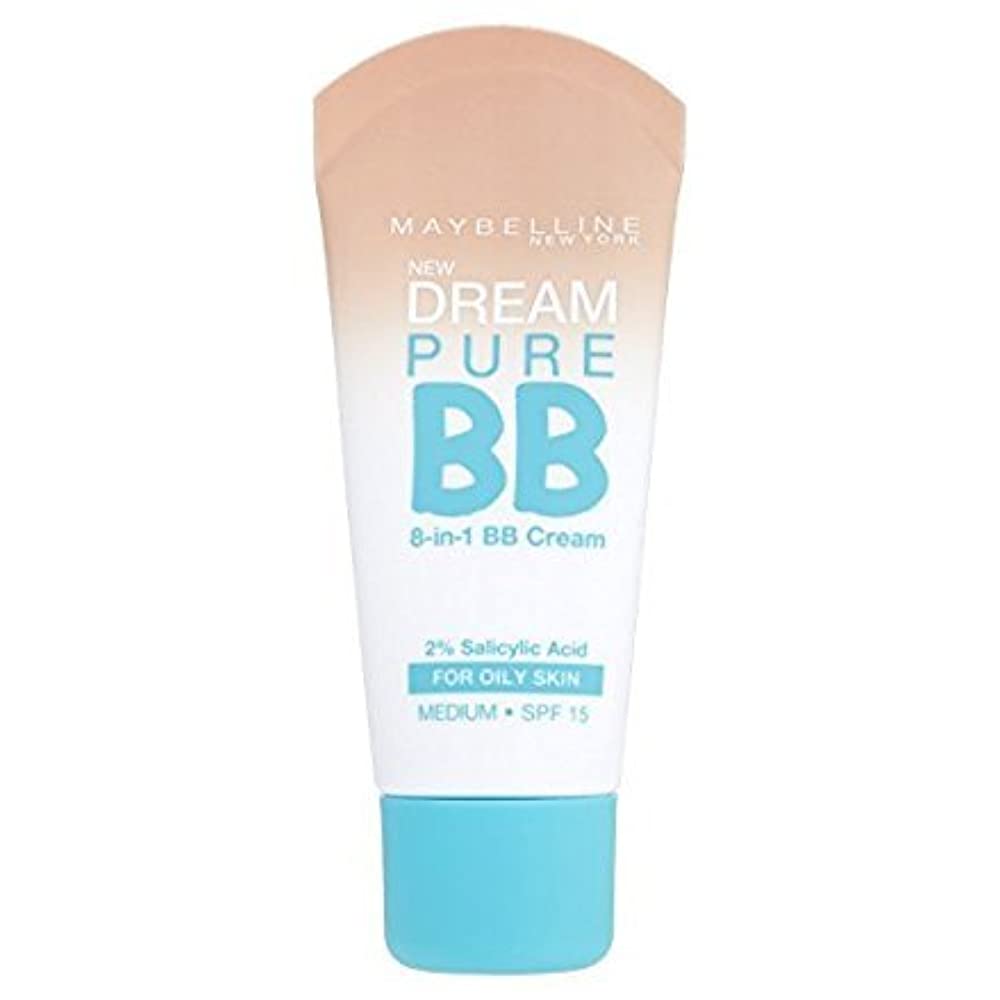 MAYBELLINE
NEW YORK
NEW
DREAM
PURE
BB
8-in-1 BB Cream
2% Salicylic Acid
FOR OILY SKIN
MEDIUM • SPF 15